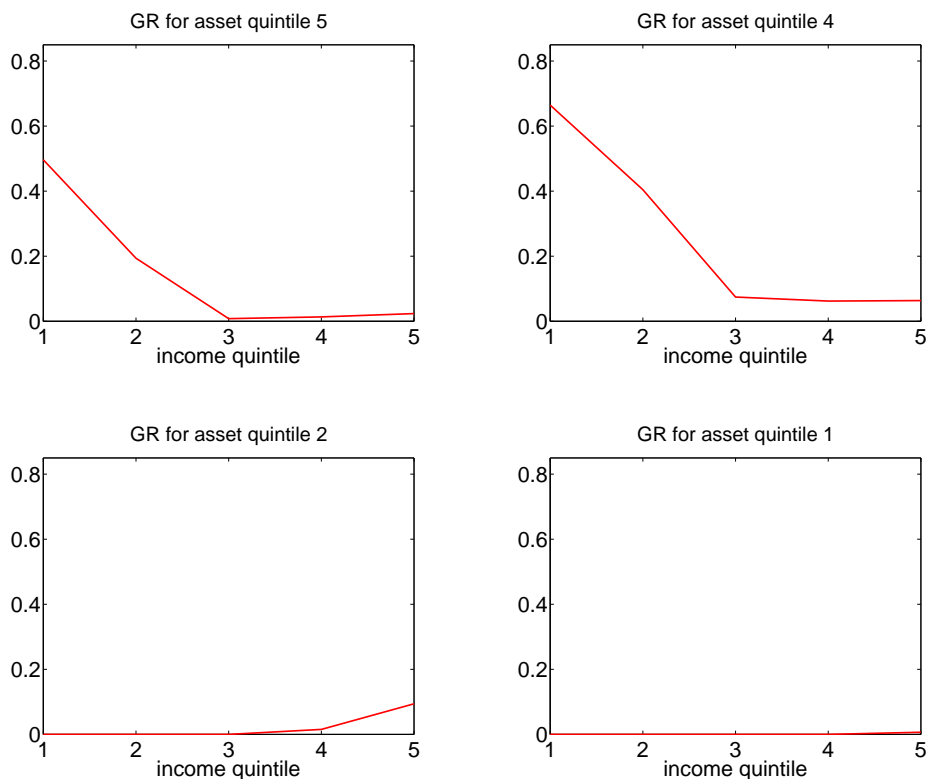 GR for asset quintile 5
0.8
0.6
0.4
0.2
0
1 2 3 4 5
income quintile
GR for asset quintile 4
0.8
0.6
0.4
0.2
0
1 2 3 4 5
income quintile
GR for asset quintile 2
0.8
0.6
0.4
0.2
0
1 2 3 4 5
income quintile
GR for asset quintile 1
0.8
0.6
0.4
0.2
0
1 2 3 4 5
income quintile